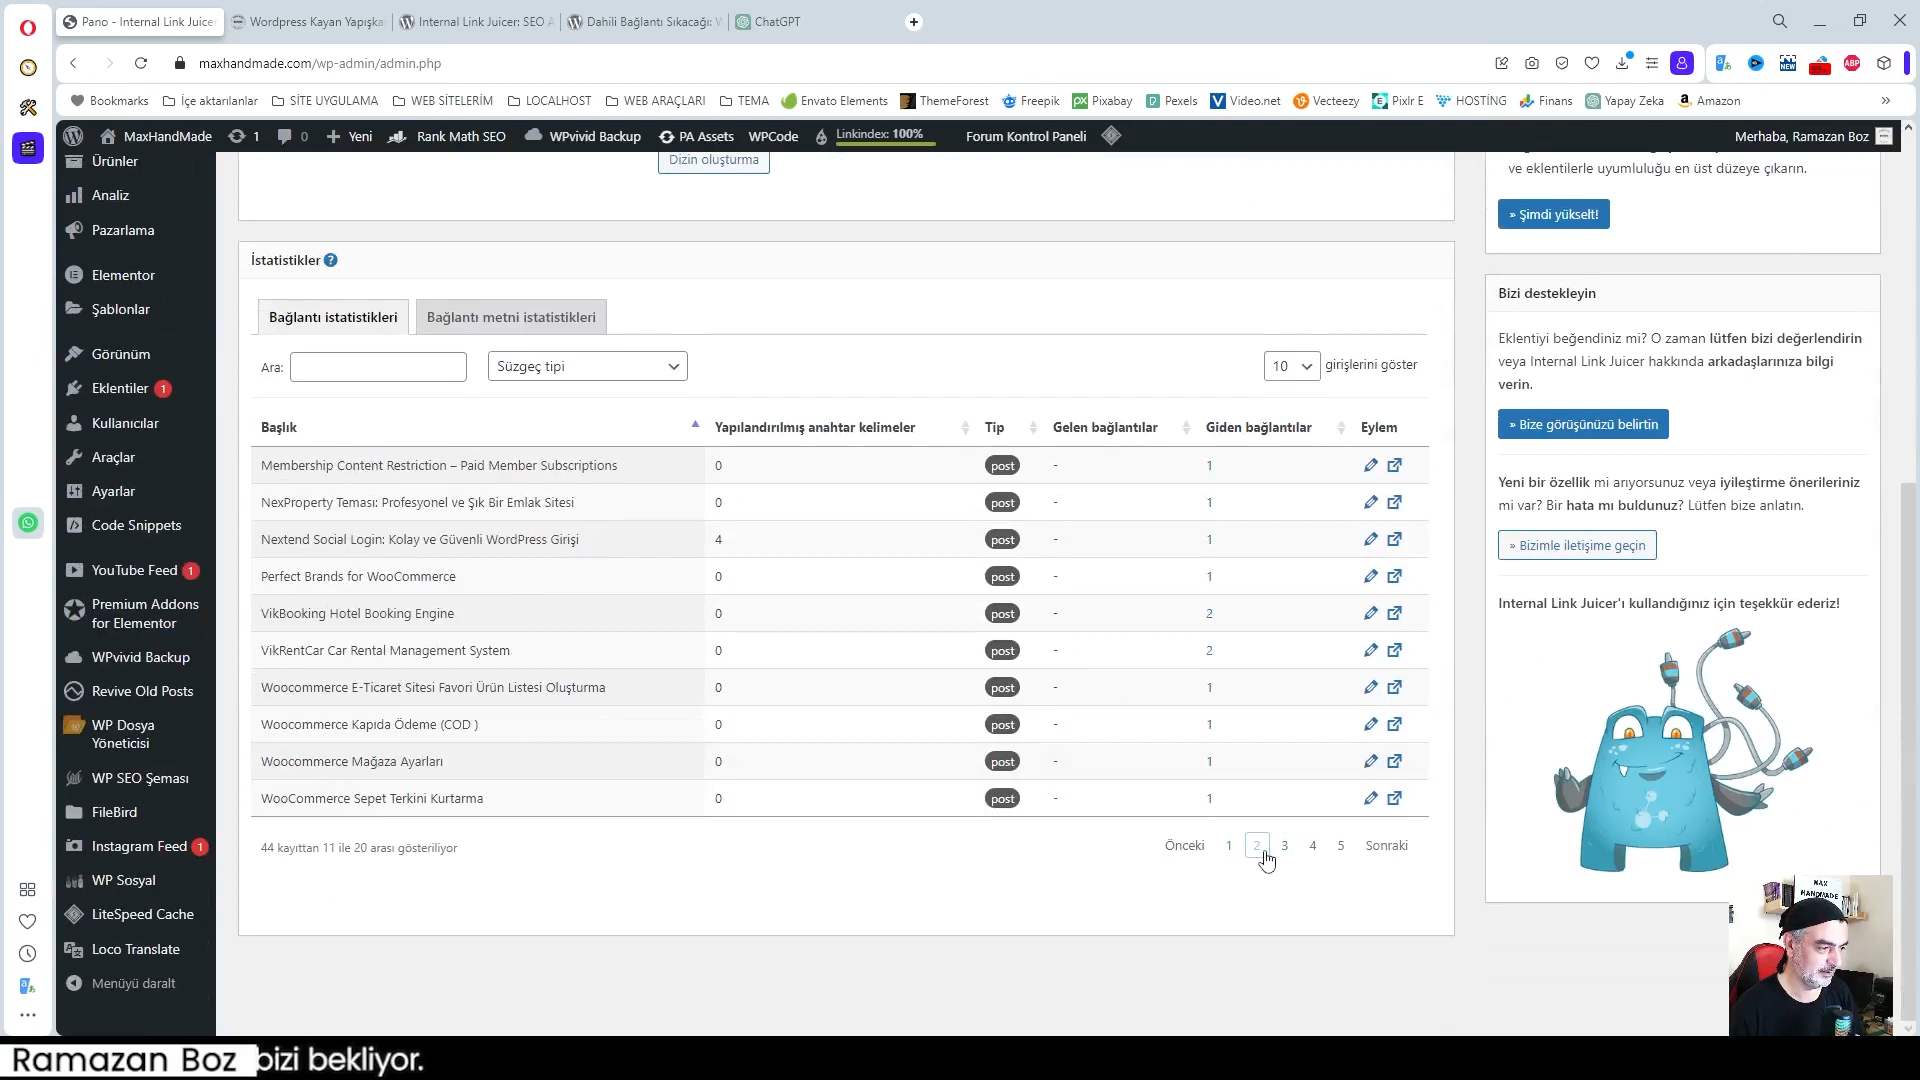 Pano - Internal Link Juicer
Wordpress Kayan Yapışka
Internal Link Juicer: SEO A
Dahili Bağlantı Sıkacağı: W
ChatGPT
maxhandmade.com/wp-admin/admin.php
Bookmarks
İçe aktarılanlar
SİTE UYGULAMA
WEB SİTELERİM
LOCALHOST
WEB ARAÇLARI
TEMA
Envato Elements
ThemeForest
Freepik
Pixabay
Pexels
Video.net
Vecteezy
Pixlr E
HOSTİNG
Finans
Yapay Zeka
Amazon
MaxHandMade
1
0
Yeni
Rank Math SEO
WPvivid Backup
PA Assets
WPCode
Linkindex: 100%
Forum Kontrol Paneli
Merhaba, Ramazan Boz
Ürünler
Analiz
Pazarlama
Elementor
Şablonlar
Görünüm
Eklentiler 1
Kullanıcılar
Araçlar
Ayarlar
Code Snippets
YouTube Feed 1
Premium Addons
for Elementor
WPvivid Backup
Revive Old Posts
WP Dosya
Yöneticisi
WP SEO Şeması
FileBird
Instagram Feed 1
WP Sosyal
LiteSpeed Cache
Loco Translate
Menüyü daralt
Dizin oluşturma
İstatistikler ?
Bağlantı istatistikleri
Bağlantı metni istatistikleri
Ara:
Süzgeç tipi
10 girişlerini göster
Başlık Yapılandırılmış anahtar kelimeler Tip Gelen bağlantılar Giden bağlantılar Eylem
Membership Content Restriction – Paid Member Subscriptions 0 post - 1
NexProperty Teması: Profesyonel ve Şık Bir Emlak Sitesi 0 post - 1
Nextend Social Login: Kolay ve Güvenli WordPress Girişi 4 post - 1
Perfect Brands for WooCommerce 0 post - 1
VikBooking Hotel Booking Engine 0 post - 2
VikRentCar Car Rental Management System 0 post - 2
Woocommerce E-Ticaret Sitesi Favori Ürün Listesi Oluşturma 0 post - 1
Woocommerce Kapıda Ödeme (COD ) 0 post - 1
Woocommerce Mağaza Ayarları 0 post - 1
WooCommerce Sepet Terkini Kurtarma 0 post - 1
44 kayıttan 11 ile 20 arası gösteriliyor
Önceki 1 2 3 4 5 Sonraki
ve eklentilerle uyumluluğu en üst düzeye çıkarın.
» Şimdi yükselt!
Bizi destekleyin
Eklentiyi beğendiniz mi? O zaman lütfen bizi değerlendirin
veya Internal Link Juicer hakkında arkadaşlarınıza bilgi
verin.
» Bize görüşünüzü belirtin
Yeni bir özellik mi arıyorsunuz veya iyileştirme önerileriniz
mi var? Bir hata mı buldunuz? Lütfen bize anlatın.
» Bizimle iletişime geçin
Internal Link Juicer'ı kullandığınız için teşekkür ederiz!
MAX
HANDMADE
Ramazan Boz bizi bekliyor.